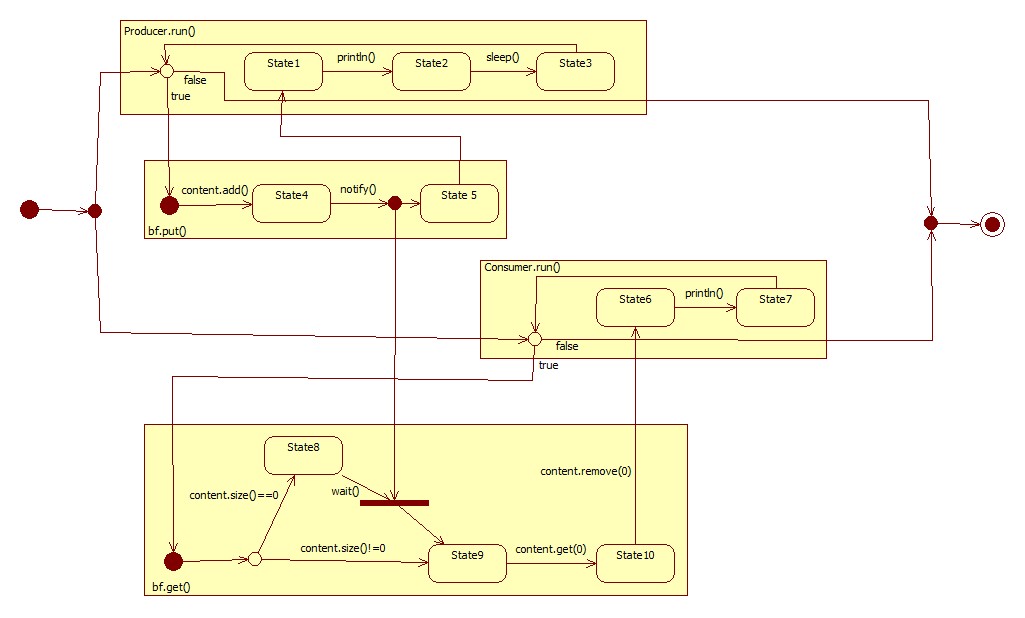 Producer.run()
State1
println()
State2
sleep()
State3
false
true
content.add()
State4
notify()
State 5
bf.put()
Consumer.run()
State6
println()
State7
false
true
State8
content.remove(0)
content.size()==0
wait()
content.size()!=0
State9
content.get(0)
State10
bf.get()